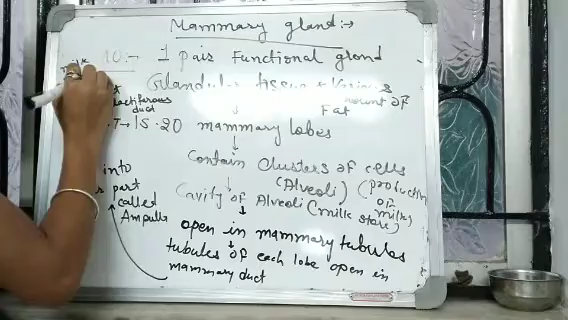 Mammary gland:→
NO:- 1 pair Functional gland
Glandular tissue + Various
amount of
Fat
lactiferous
duct
15-20 mammary lobes
Contain clusters of cells
(Alveoli) (production
of
milk)
into
part
called
Ampulla
Cavity of Alveoli (milk store)
open in mammary tubules
tubules of each lobe open in
mammary duct